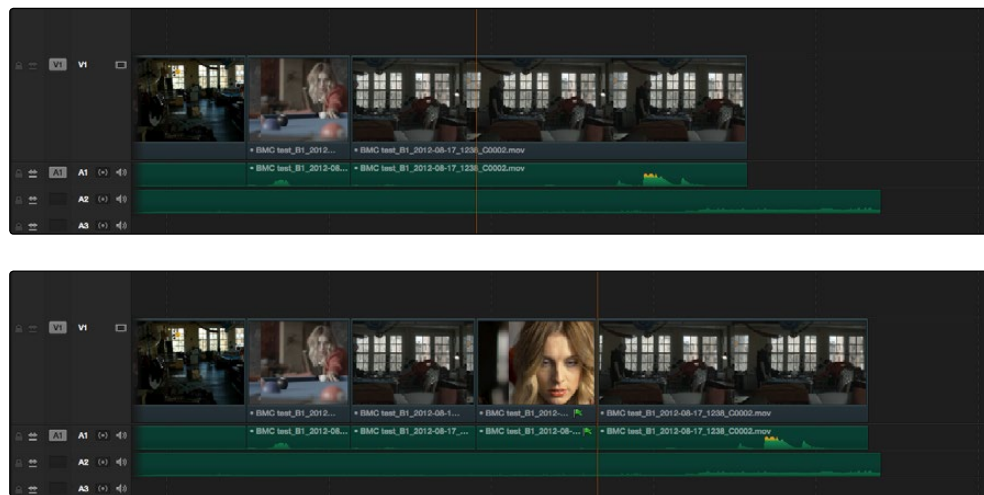 V1 V1
• BMC test_B1_2012... • BMC test_B1_2012-08-17_1238_C0002.mov
A1 A1 • BMC test_B1_2012-08... • BMC test_B1_2012-08-17_1238_C0002.mov
A2
A3
V1 V1
• BMC test_B1_2012... • BMC test_B1_2012-08-1... • BMC test_B1_2012-... • BMC test_B1_2012-08-17_1238_C0002.mov
A1 A1 • BMC test_B1_2012-08... • BMC test_B1_2012-08-17_... • BMC test_B1_2012-08-... • BMC test_B1_2012-08-17_1238_C0002.mov
A2
A3